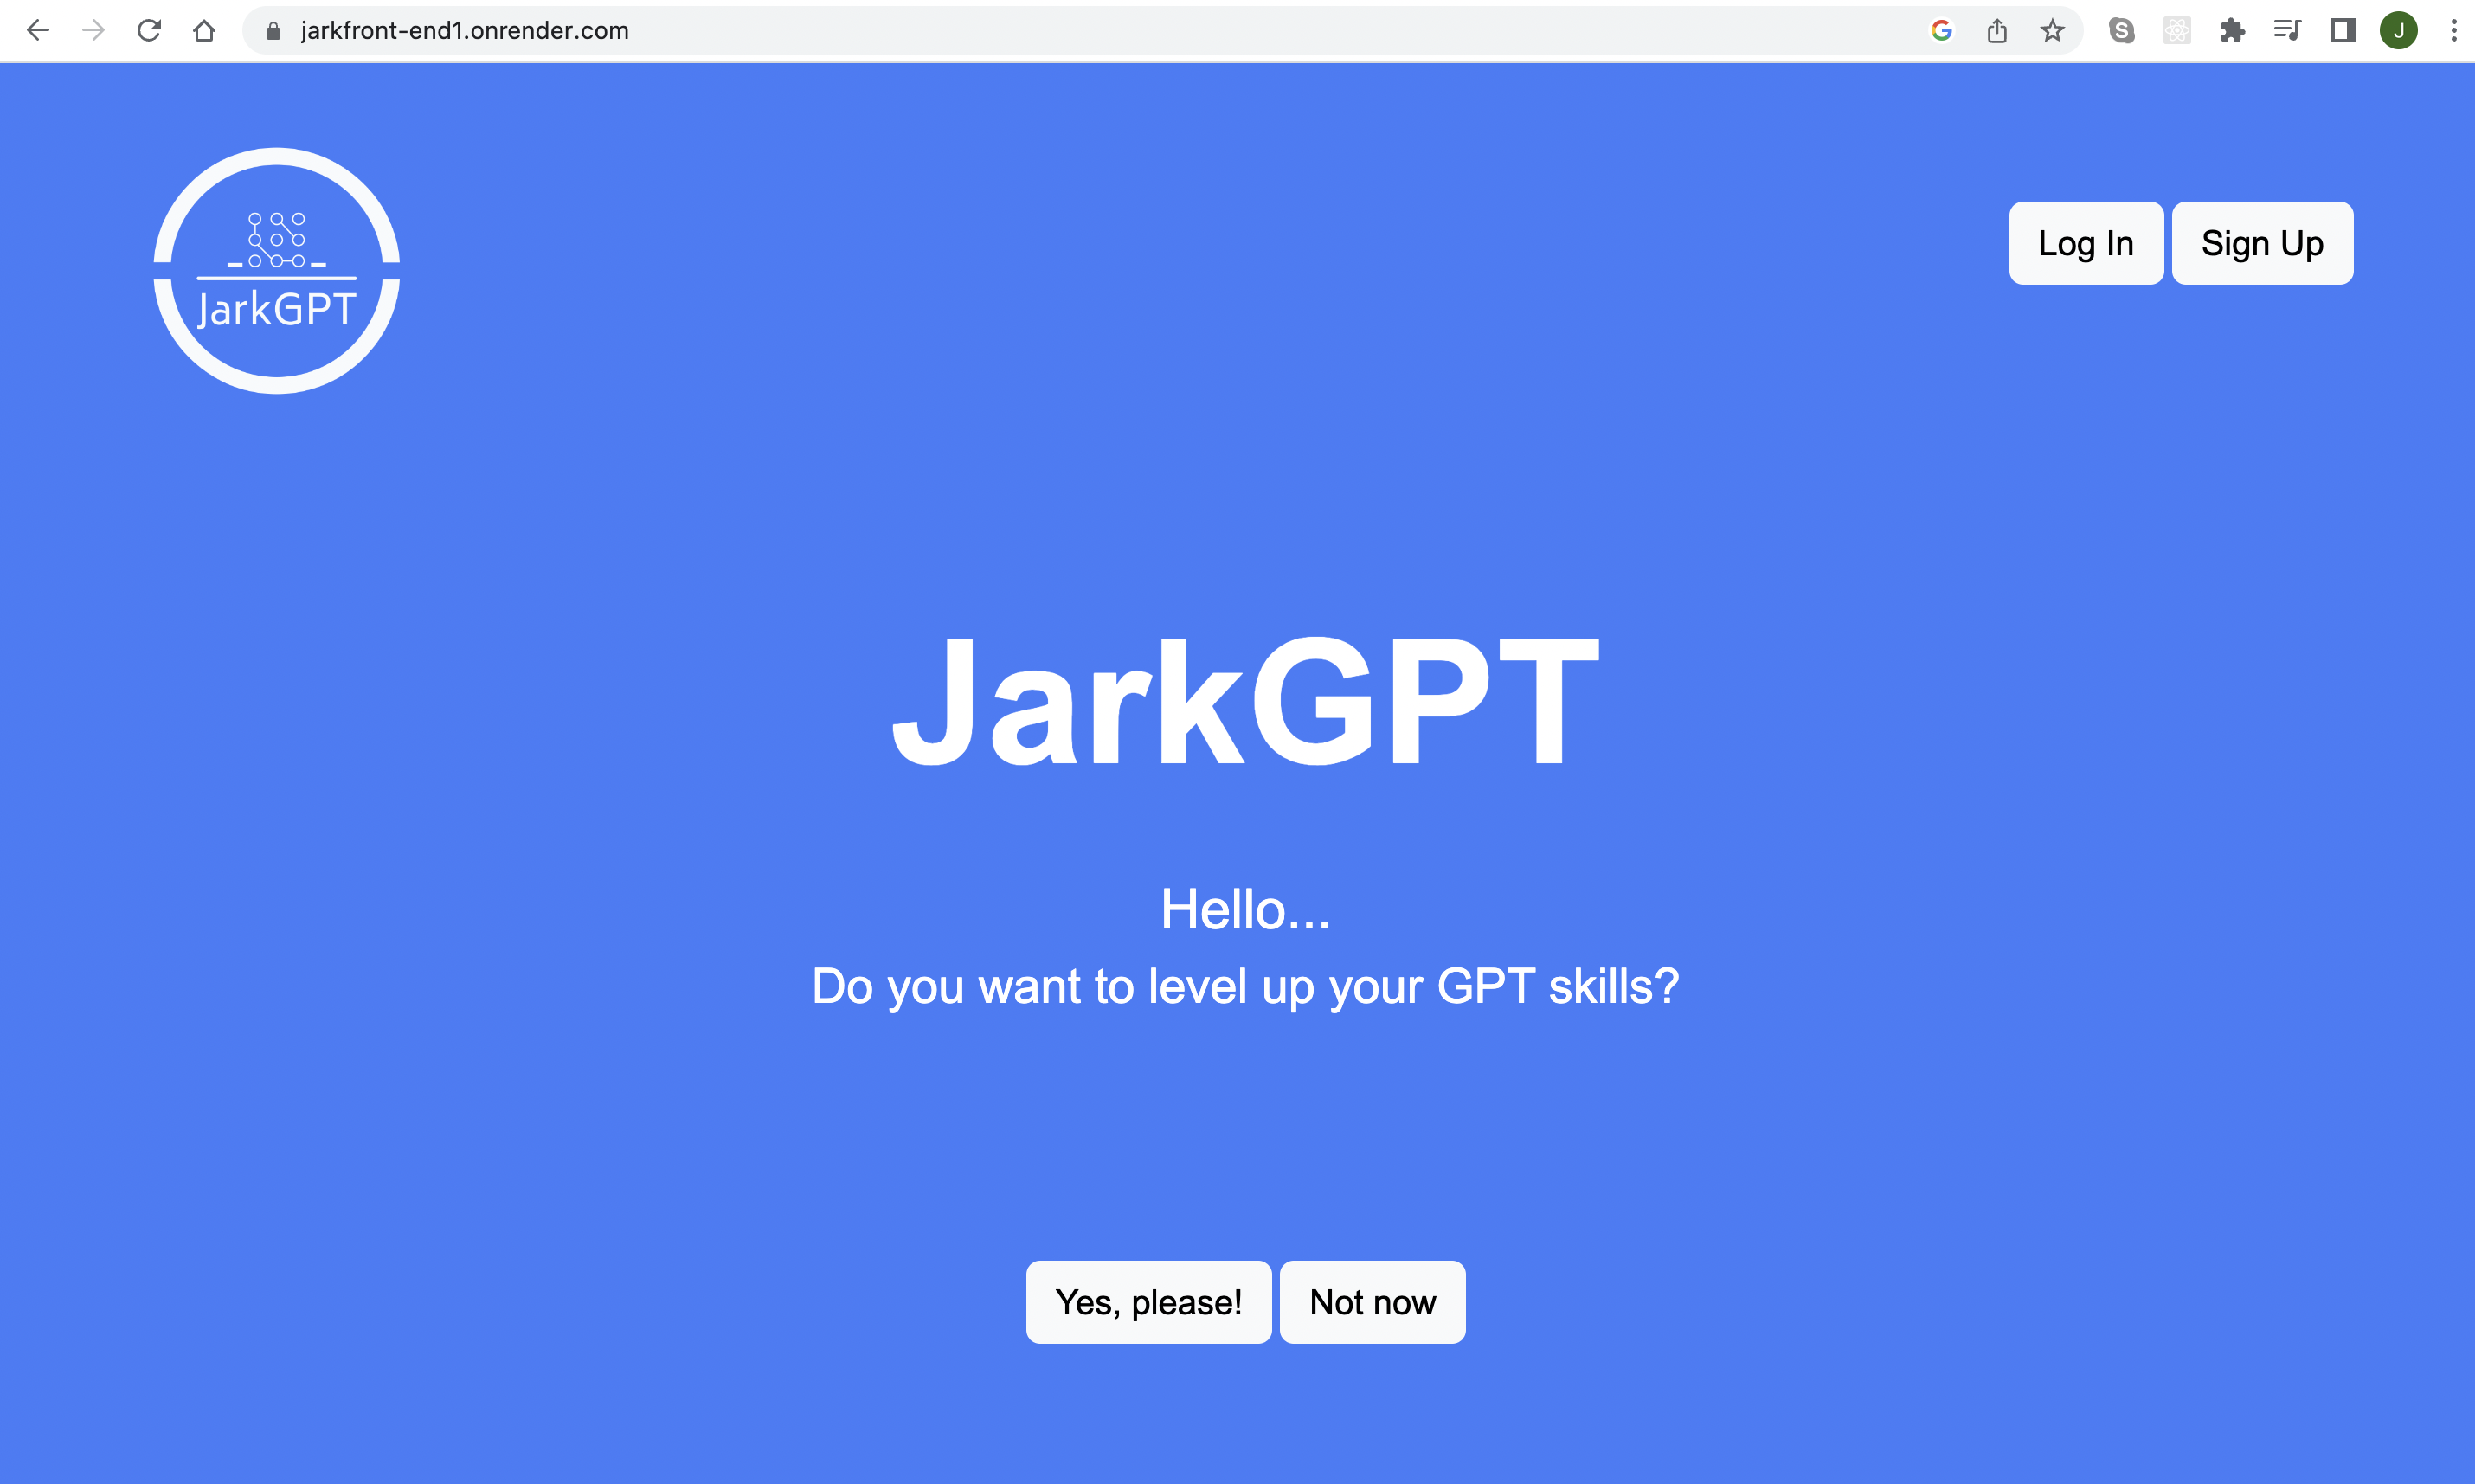 jarkfront-end1.onrender.com
J
JarkGPT
Log In
Sign Up
JarkGPT
Hello...
Do you want to level up your GPT skills?
Yes, please!
Not now